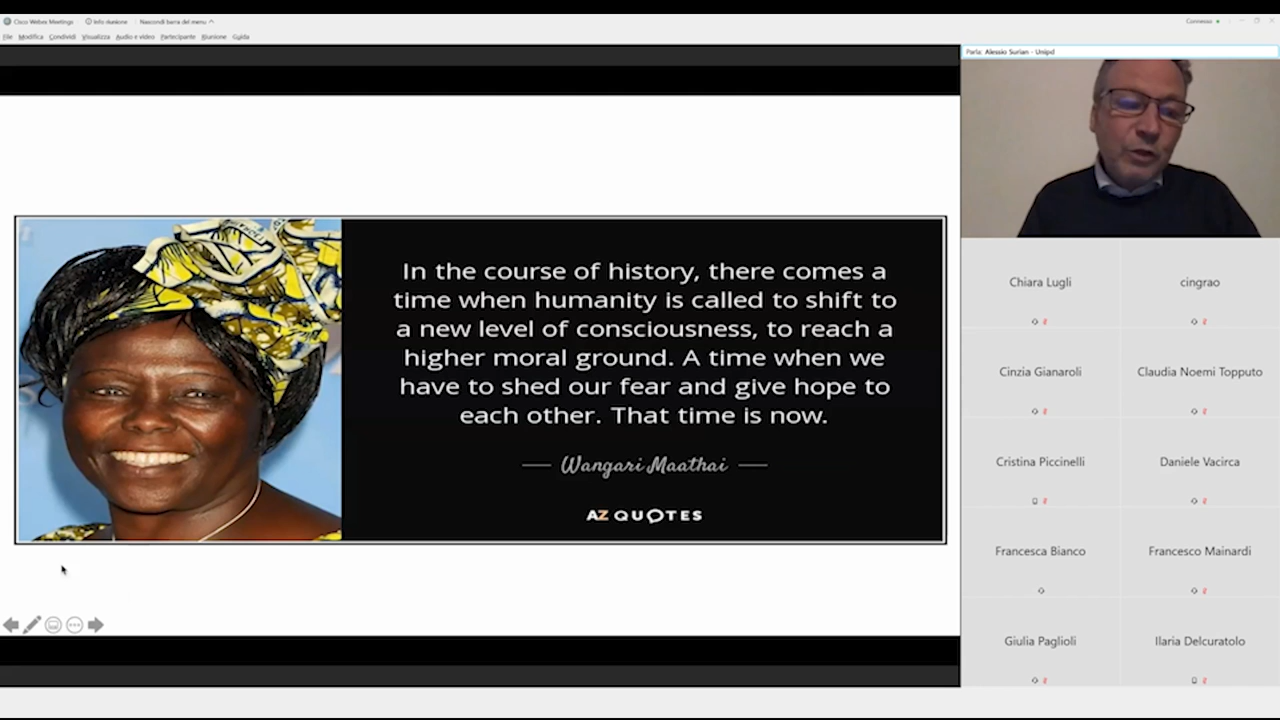 Cisco Webex Meetings
Info riunione
Nascondi barra del menu
Connesso
File Modifica Condividi Visualizza Audio e video Partecipante Riunione Guida
Parla: Alessio Surian - Unipd
In the course of history, there comes a
time when humanity is called to shift to
a new level of consciousness, to reach a
higher moral ground. A time when we
have to shed our fear and give hope to
each other. That time is now.
Wangari Maathai
AZ QUOTES
Chiara Lugli
cingrao
Cinzia Gianaroli
Claudia Noemi Topputo
Cristina Piccinelli
Daniele Vacirca
Francesca Bianco
Francesco Mainardi
Giulia Paglioli
Ilaria Delcuratolo